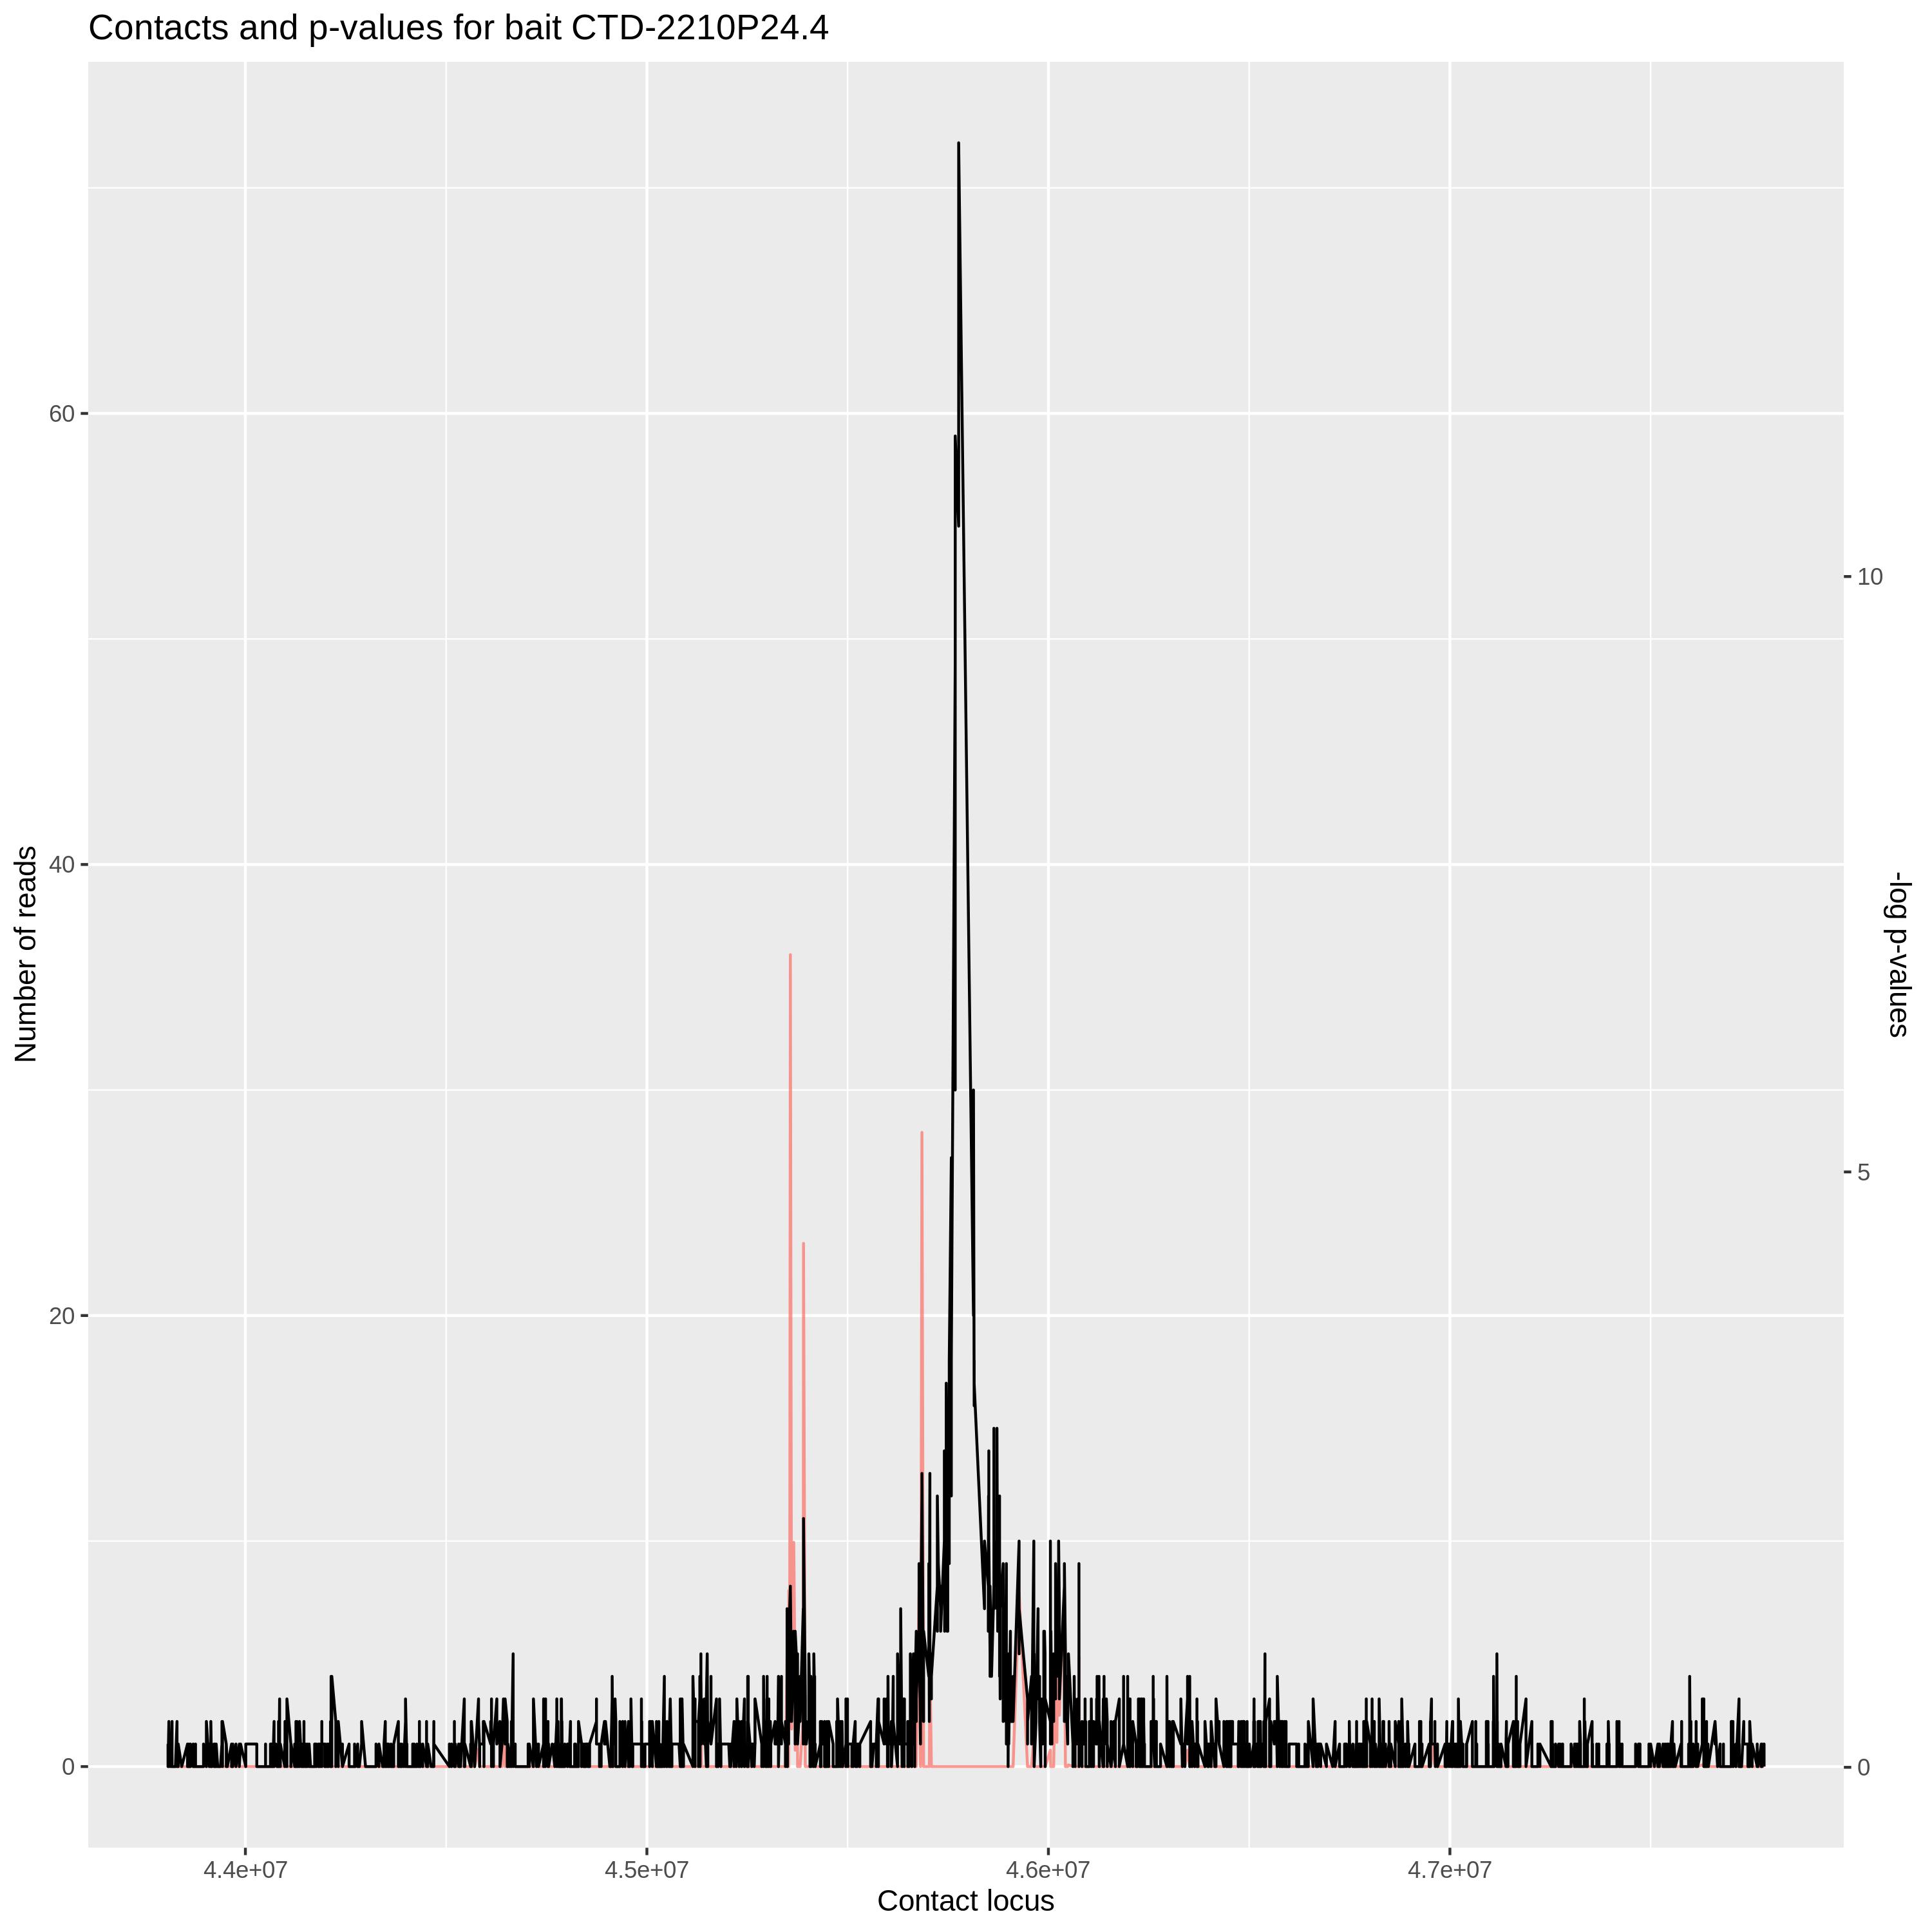 Contacts and p-values for bait CTD-2210P24.4
60
40
20
0
Number of reads
10
5
0
-log p-values
4.4e+07 4.5e+07 4.6e+07 4.7e+07
Contact locus